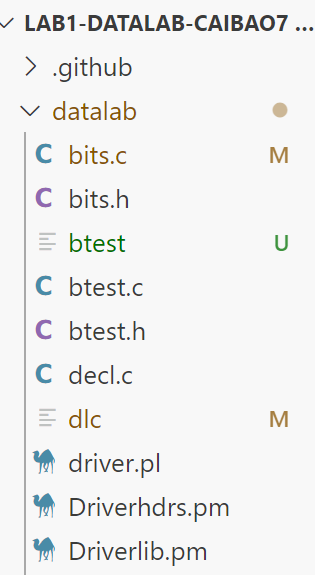 LAB1-DATALAB-CAIBAO7 ...
.github
datalab
C bits.c M
C bits.h
btest U
C btest.c
C btest.h
C decl.c
dlc M
driver.pl
Driverhdrs.pm
Driverlib.pm